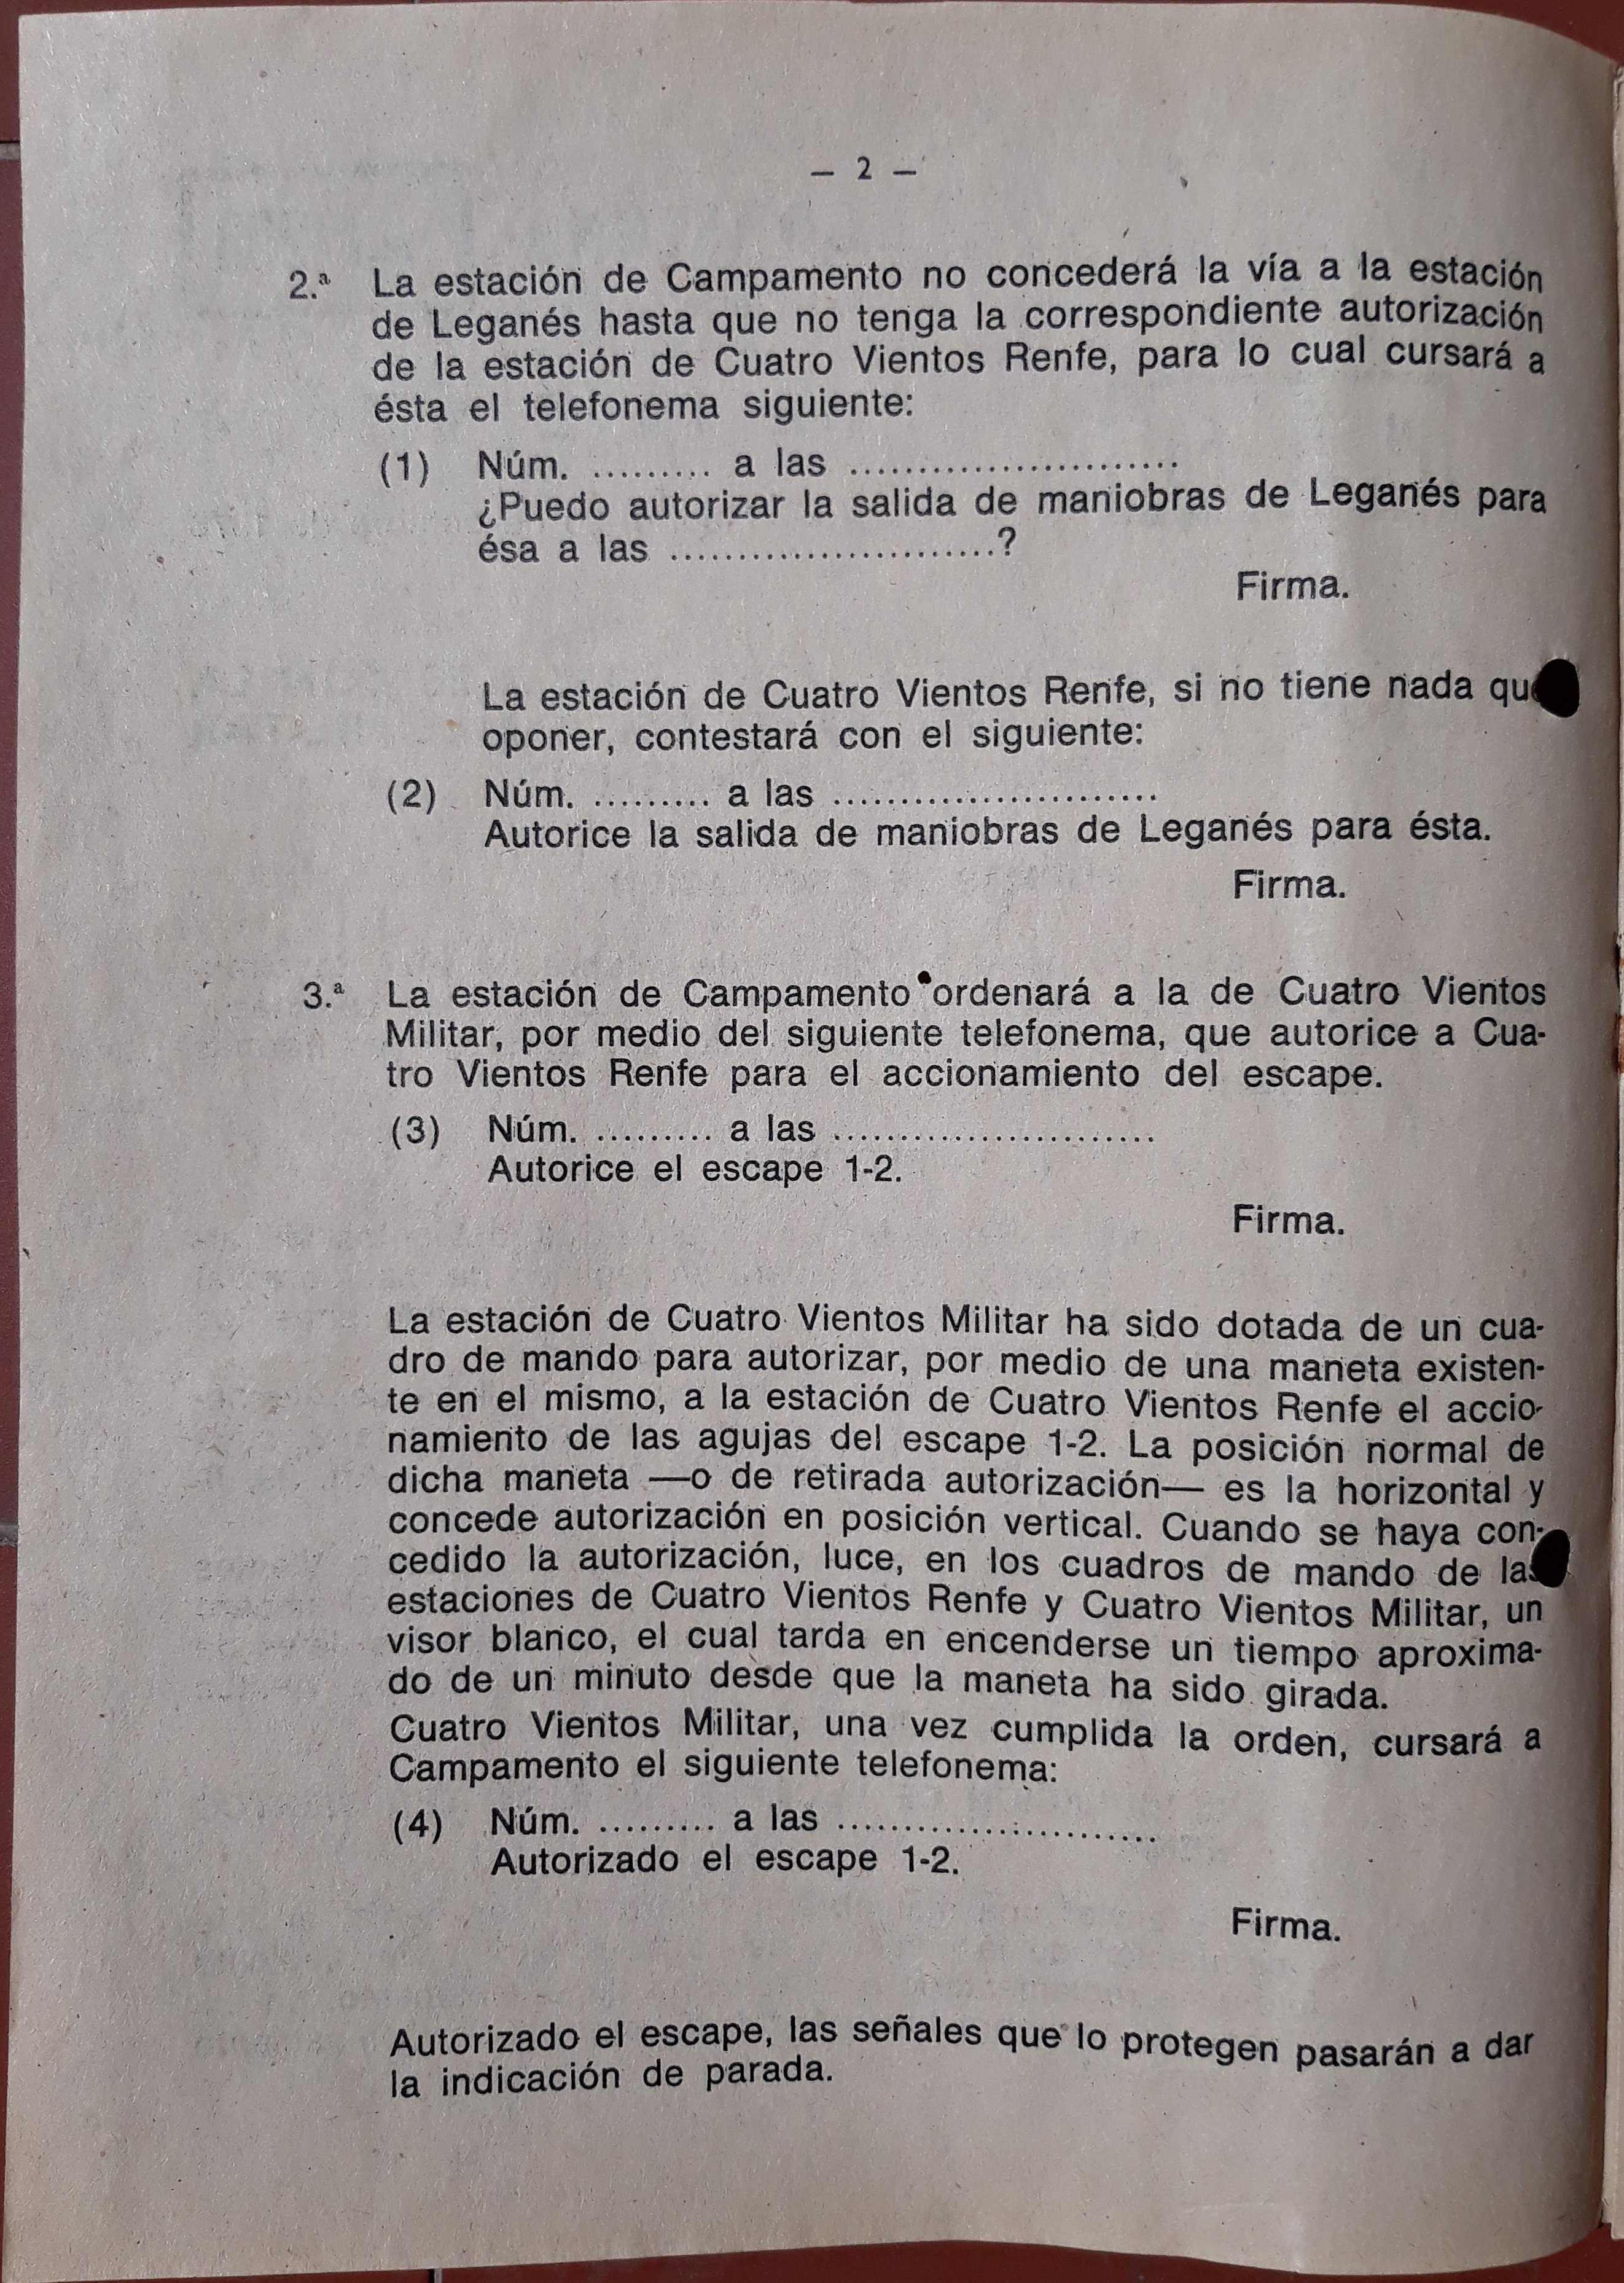 — 2 —
2.ª La estación de Campamento no concederá la vía a la estación
de Leganés hasta que no tenga la correspondiente autorización
de la estación de Cuatro Vientos Renfe, para lo cual cursará a
ésta el telefonema siguiente:
(1) Núm. ......... a las .........................
¿Puedo autorizar la salida de maniobras de Leganés para
ésa a las .........................?
Firma.
La estación de Cuatro Vientos Renfe, si no tiene nada que
oponer, contestará con el siguiente:
(2) Núm. ......... a las .........................
Autorice la salida de maniobras de Leganés para ésta.
Firma.
3.ª La estación de Campamento ordenará a la de Cuatro Vientos
Militar, por medio del siguiente telefonema, que autorice a Cua-
tro Vientos Renfe para el accionamiento del escape.
(3) Núm. ......... a las .........................
Autorice el escape 1-2.
Firma.
La estación de Cuatro Vientos Militar ha sido dotada de un cua-
dro de mando para autorizar, por medio de una maneta existen-
te en el mismo, a la estación de Cuatro Vientos Renfe el accio-
namiento de las agujas del escape 1-2. La posición normal de
dicha maneta —o de retirada autorización— es la horizontal y
concede autorización en posición vertical. Cuando se haya con-
cedido la autorización, luce, en los cuadros de mando de las
estaciones de Cuatro Vientos Renfe y Cuatro Vientos Militar, un
visor blanco, el cual tarda en encenderse un tiempo aproxima-
do de un minuto desde que la maneta ha sido girada.
Cuatro Vientos Militar, una vez cumplida la orden, cursará a
Campamento el siguiente telefonema:
(4) Núm. ......... a las .........................
Autorizado el escape 1-2.
Firma.
Autorizado el escape, las señales que lo protegen pasarán a dar
la indicación de parada.